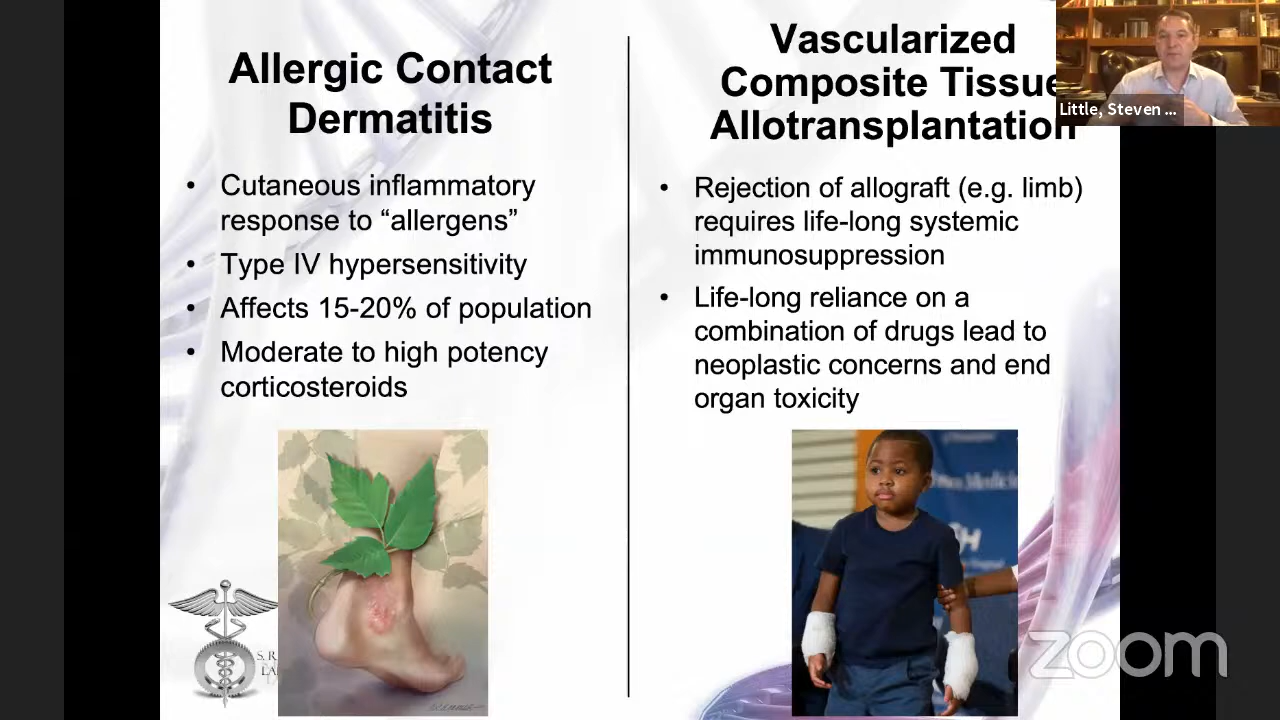 Allergic Contact
Dermatitis
• Cutaneous inflammatory
response to “allergens”
• Type IV hypersensitivity
• Affects 15-20% of population
• Moderate to high potency
corticosteroids
S. R
LA
Vascularized
Composite Tissue
Allotransplantation
• Rejection of allograft (e.g. limb)
requires life-long systemic
immunosuppression
• Life-long reliance on a
combination of drugs lead to
neoplastic concerns and end
organ toxicity
Little, Steven ...
zoom